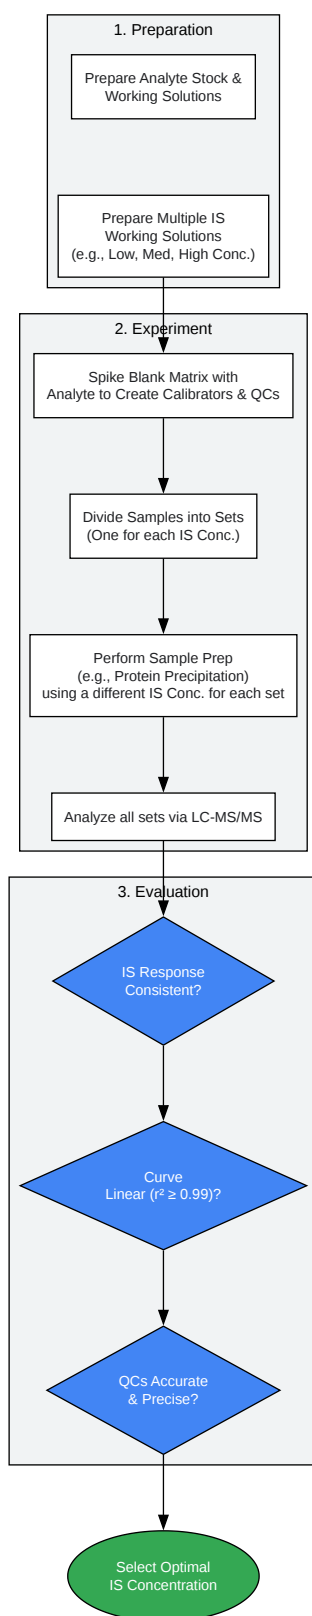 1. Preparation
Prepare Analyte Stock &
Working Solutions
Prepare Multiple IS
Working Solutions
(e.g., Low, Med, High Conc.)
2. Experiment
Spike Blank Matrix with
Analyte to Create Calibrators & QCs
Divide Samples into Sets
(One for each IS Conc.)
Perform Sample Prep
(e.g., Protein Precipitation)
using a different IS Conc. for each set
Analyze all sets via LC-MS/MS
3. Evaluation
IS Response
Consistent?
Curve
Linear (r² ≥ 0.99)?
QCs Accurate
& Precise?
Select Optimal
IS Concentration